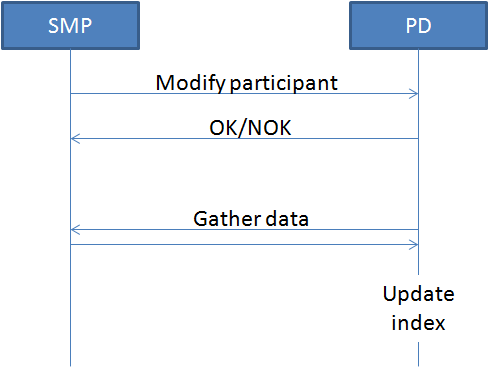 SMP
PD
Modify participant
OK/NOK
Gather data
Update
index